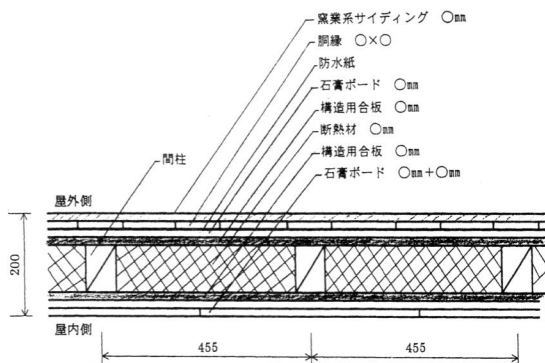 窯業系サイディング ○㎜
胴縁 ○×○
防水紙
石膏ボード ○㎜
構造用合板 ○㎜
断熱材 ○㎜
構造用合板 ○㎜
石膏ボード ○㎜＋○㎜
間柱
屋外側
200
屋内側
455
455